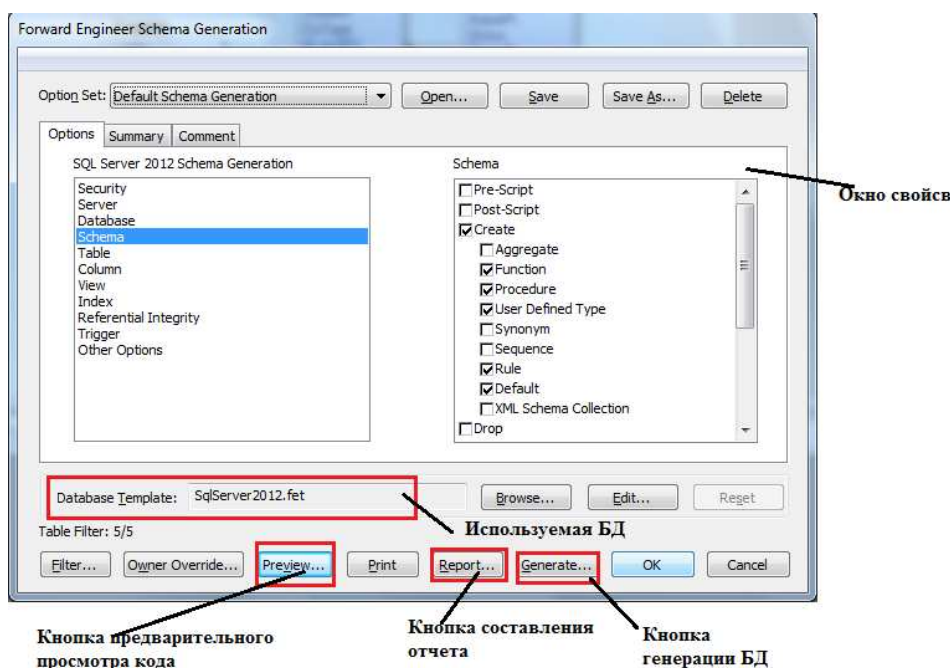 Forward Engineer Schema Generation
Option Set: Default Schema Generation Open... Save Save As... Delete
Options Summary Comment
SQL Server 2012 Schema Generation
Security
Server
Database
Schema
Table
Column
View
Index
Referential Integrity
Trigger
Other Options
Schema
Pre-Script
Post-Script
Create
Aggregate
Function
Procedure
User Defined Type
Synonym
Sequence
Rule
Default
XML Schema Collection
Drop
Окно свойсв
Database Template: SqlServer2012.fet Browse... Edit... Reset
Используемая БД
Table Filter: 5/5
Filter... Owner Override... Preview... Print Report... Generate... OK Cancel
Кнопка предварительного
просмотра кода
Кнопка составления
отчета
Кнопка
генерации БД